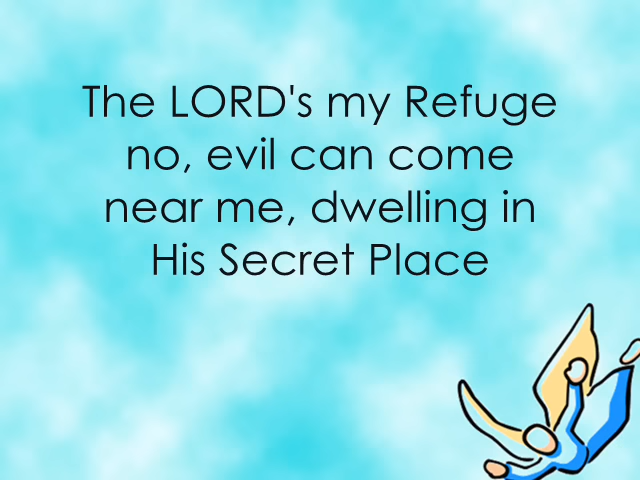 The LORD's my Refuge
no, evil can come
near me, dwelling in
His Secret Place